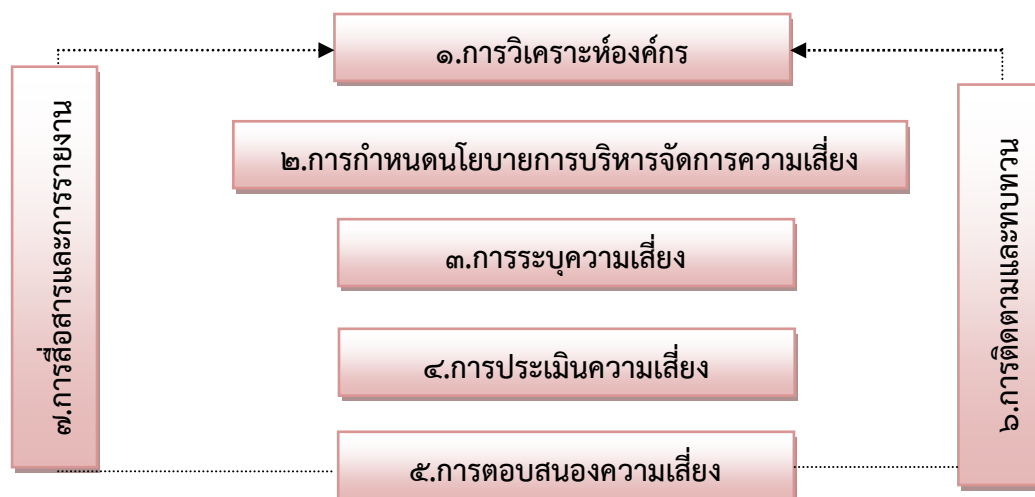 ๑.การวิเคราะห์องค์กร
๒.การกำหนดนโยบายการบริหารจัดการความเสี่ยง
๓.การระบุความเสี่ยง
๔.การประเมินความเสี่ยง
๕.การตอบสนองความเสี่ยง
๖.การติดตามและทบทวน
๗.การสื่อสารและการรายงาน